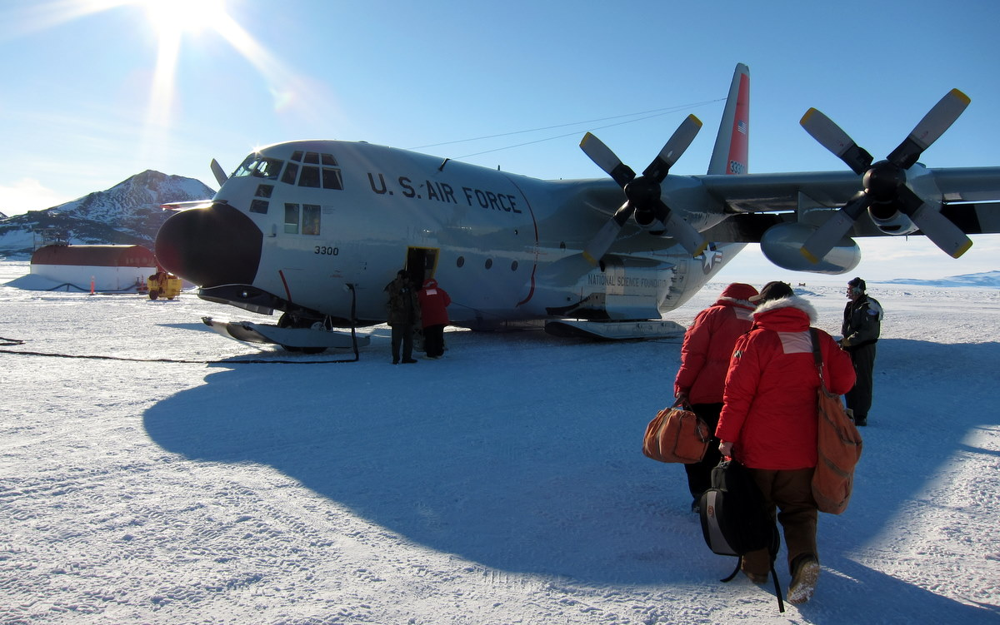 U.S. AIR FORCE
3300
NATIONAL SCIENCE FOUNDATION